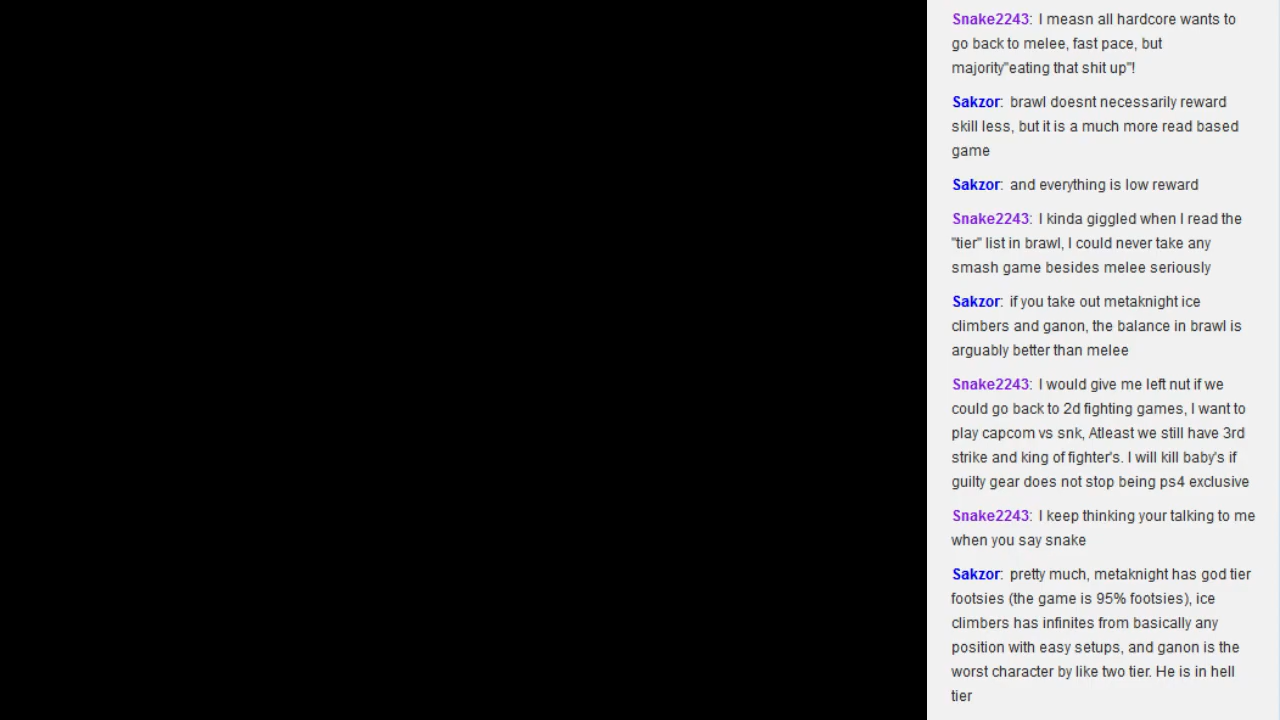 Snake2243: I measn all hardcore wants to
go back to melee, fast pace, but
majority"eating that shit up"!
Sakzor: brawl doesnt necessarily reward
skill less, but it is a much more read based
game
Sakzor: and everything is low reward
Snake2243: I kinda giggled when I read the
"tier" list in brawl, I could never take any
smash game besides melee seriously
Sakzor: if you take out metaknight ice
climbers and ganon, the balance in brawl is
arguably better than melee
Snake2243: I would give me left nut if we
could go back to 2d fighting games, I want to
play capcom vs snk, Atleast we still have 3rd
strike and king of fighter's. I will kill baby's if
guilty gear does not stop being ps4 exclusive
Snake2243: I keep thinking your talking to me
when you say snake
Sakzor: pretty much, metaknight has god tier
footsies (the game is 95% footsies), ice
climbers has infinites from basically any
position with easy setups, and ganon is the
worst character by like two tier. He is in hell
tier